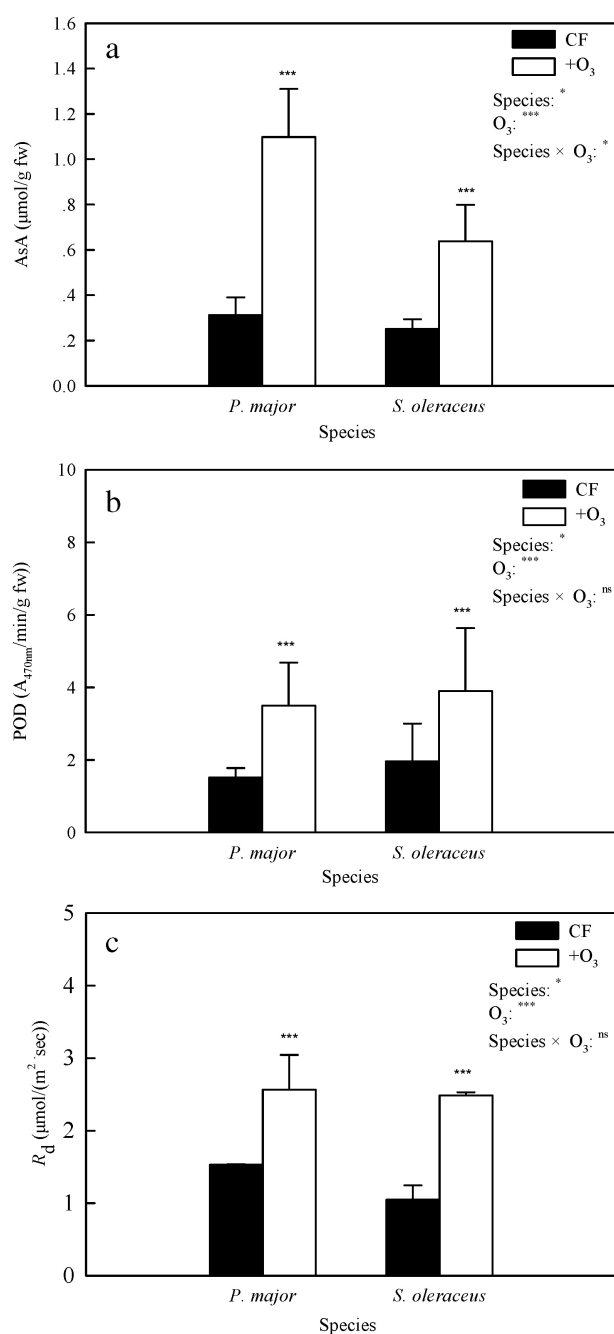 a
CF
+O₃
Species: *
O₃: ***
Species × O₃: *
AsA (μmol/g fw)
1.6
1.4
1.2
1.0
.8
.6
.4
.2
0.0
***
***
P. major
S. oleraceus
Species
b
CF
+O₃
Species: *
O₃: ***
Species × O₃: ns
POD (A₄₇₀nm/min/g fw))
10
8
6
4
2
0
***
***
P. major
S. oleraceus
Species
c
CF
+O₃
Species: *
O₃: ***
Species × O₃: ns
Rd (μmol/(m²·sec))
5
4
3
2
1
0
***
***
P. major
S. oleraceus
Species